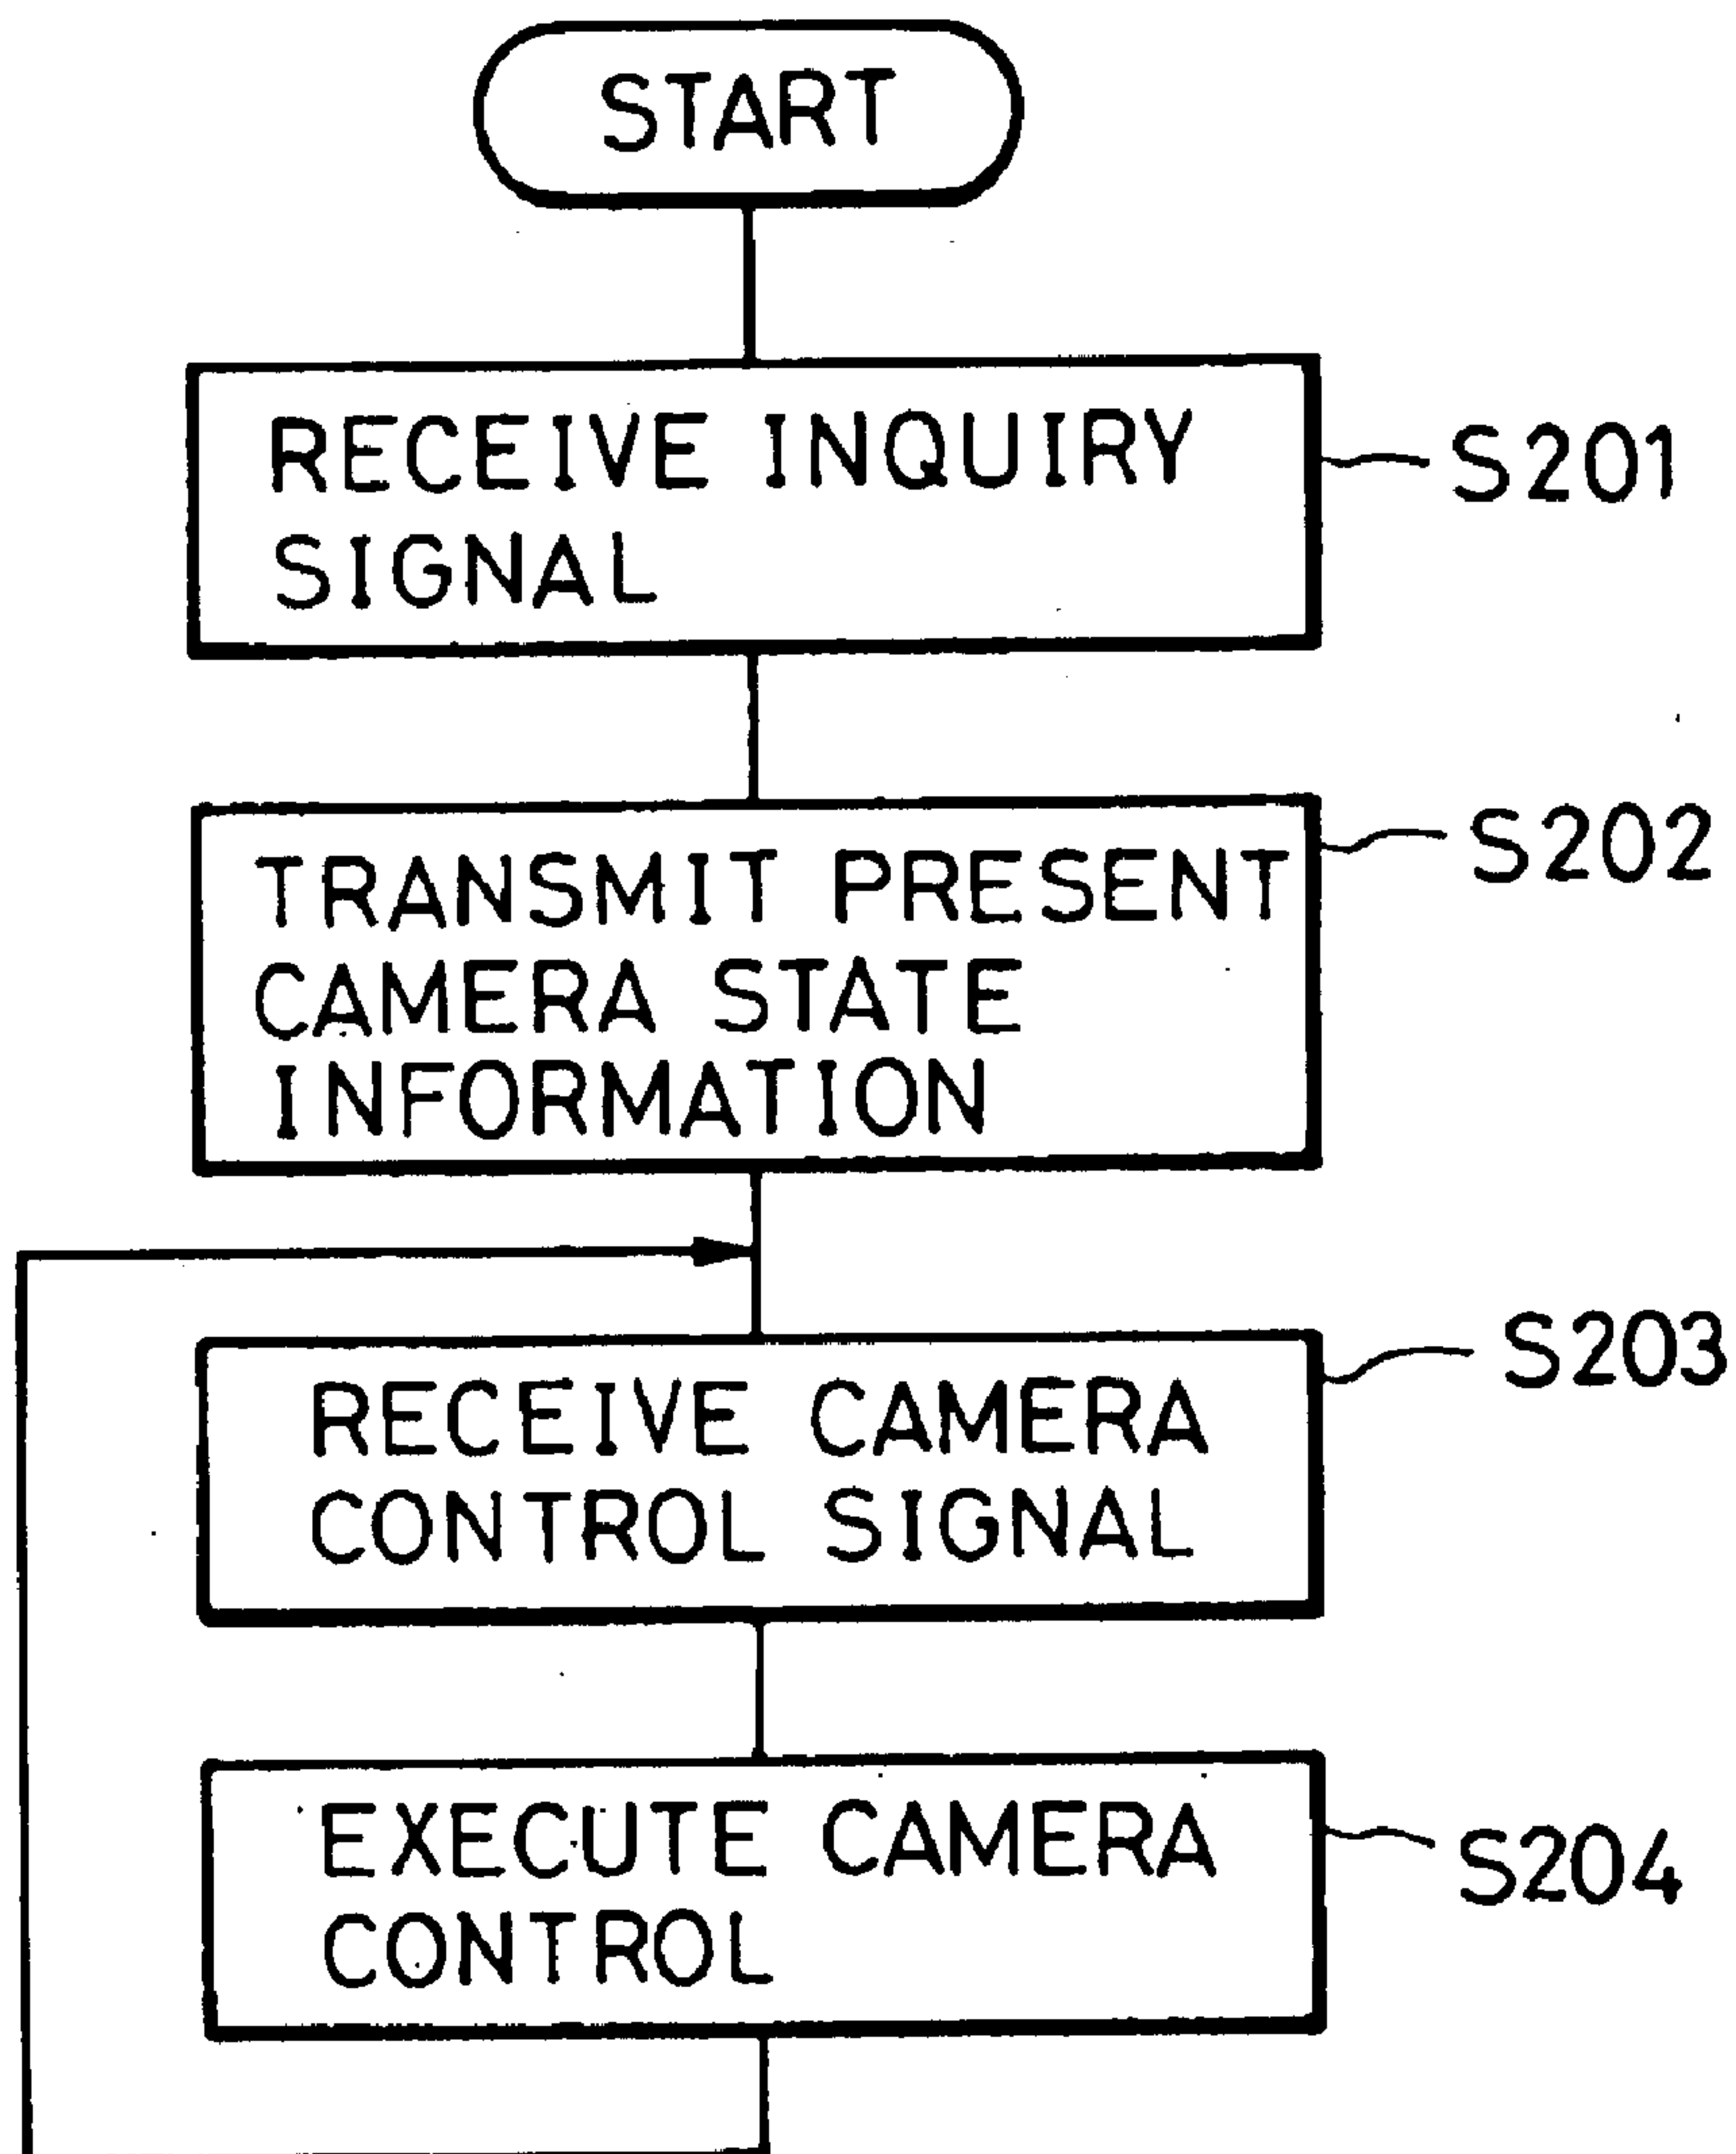 START
RECEIVE INQUIRY
SIGNAL
S201
TRANSMIT PRESENT
CAMERA STATE
INFORMATION
S202
RECEIVE CAMERA
CONTROL SIGNAL
S203
EXECUTE CAMERA
CONTROL
S204